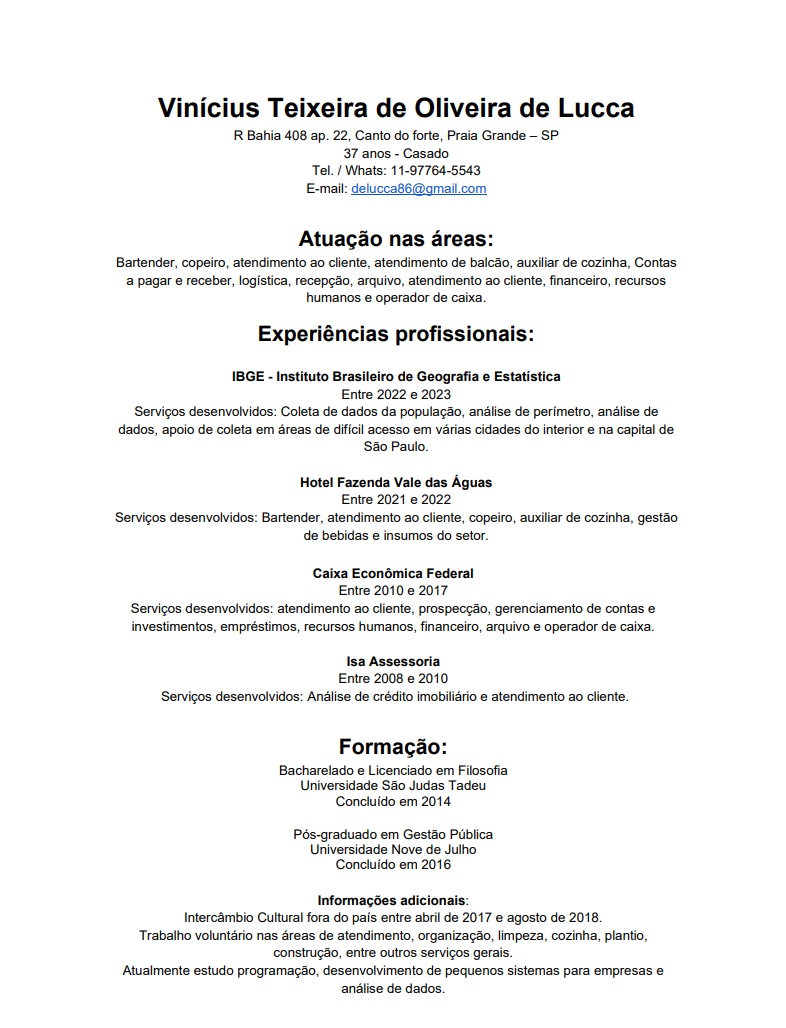 Vinícius Teixeira de Oliveira de Lucca
R Bahia 408 ap. 22, Canto do forte, Praia Grande – SP
37 anos - Casado
Tel. / Whats: 11-97764-5543
E-mail: delucca86@gmail.com
Atuação nas áreas:
Bartender, copeiro, atendimento ao cliente, atendimento de balcão, auxiliar de cozinha, Contas
a pagar e receber, logística, recepção, arquivo, atendimento ao cliente, financeiro, recursos
humanos e operador de caixa.
Experiências profissionais:
IBGE - Instituto Brasileiro de Geografia e Estatística
Entre 2022 e 2023
Serviços desenvolvidos: Coleta de dados da população, análise de perímetro, análise de
dados, apoio de coleta em áreas de difícil acesso em várias cidades do interior e na capital de
São Paulo.
Hotel Fazenda Vale das Águas
Entre 2021 e 2022
Serviços desenvolvidos: Bartender, atendimento ao cliente, copeiro, auxiliar de cozinha, gestão
de bebidas e insumos do setor.
Caixa Econômica Federal
Entre 2010 e 2017
Serviços desenvolvidos: atendimento ao cliente, prospecção, gerenciamento de contas e
investimentos, empréstimos, recursos humanos, financeiro, arquivo e operador de caixa.
Isa Assessoria
Entre 2008 e 2010
Serviços desenvolvidos: Análise de crédito imobiliário e atendimento ao cliente.
Formação:
Bacharelado e Licenciado em Filosofia
Universidade São Judas Tadeu
Concluído em 2014
Pós-graduado em Gestão Pública
Universidade Nove de Julho
Concluído em 2016
Informações adicionais:
Intercâmbio Cultural fora do país entre abril de 2017 e agosto de 2018.
Trabalho voluntário nas áreas de atendimento, organização, limpeza, cozinha, plantio,
construção, entre outros serviços gerais.
Atualmente estudo programação, desenvolvimento de pequenos sistemas para empresas e
análise de dados.